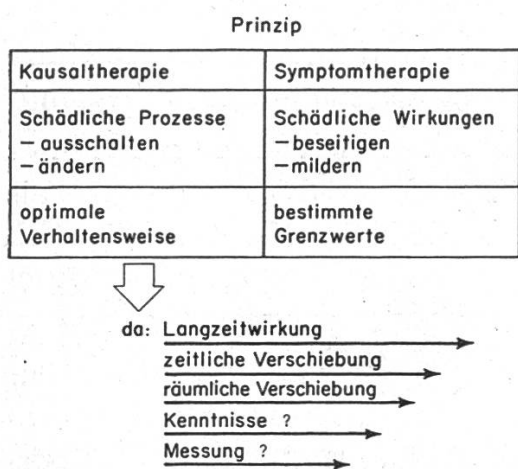 Prinzip
Kausaltherapie
Symptomtherapie
Schädliche Prozesse
– ausschalten
– ändern
Schädliche Wirkungen
– beseitigen
– mildern
optimale
Verhaltensweise
bestimmte
Grenzwerte
da: Langzeitwirkung
zeitliche Verschiebung
räumliche Verschiebung
Kenntnisse ?
Messung ?